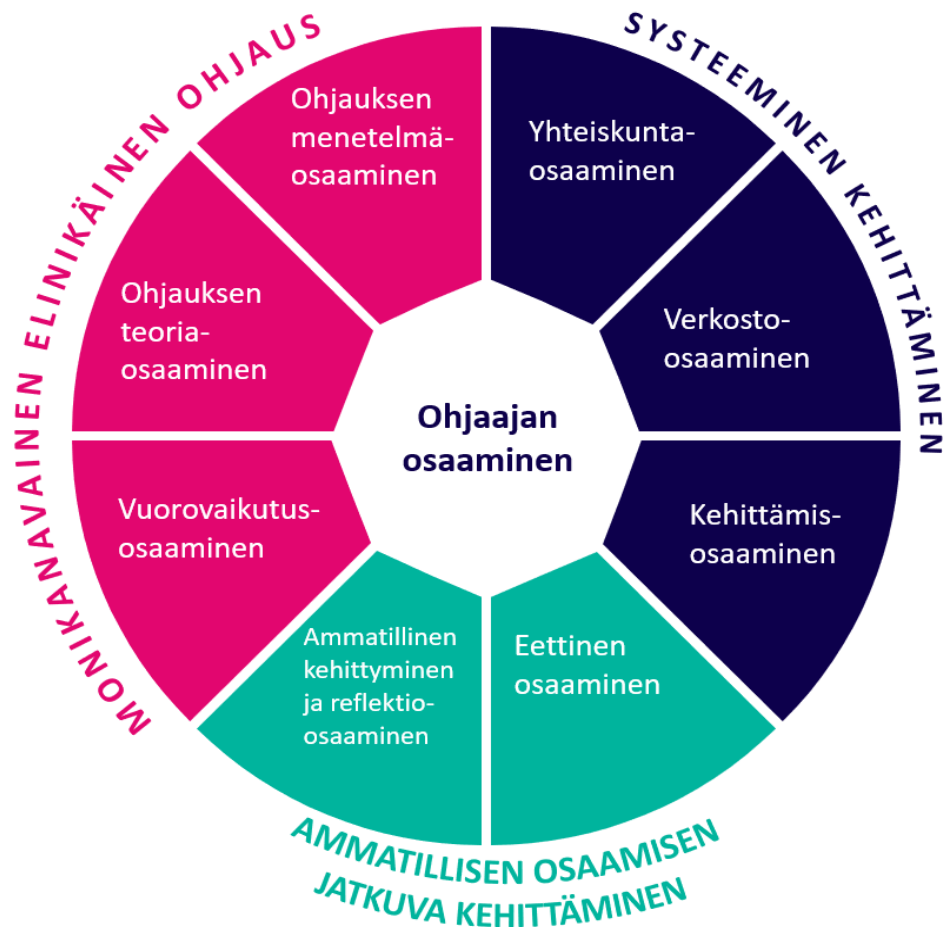 MONIKANAVAINEN ELINIKÄINEN OHJAUS
SYSTEEMINEN KEHITTÄMINEN
Ohjauksen
menetelmä-
osaaminen
Yhteiskunta-
osaaminen
Ohjauksen
teoria-
osaaminen
Verkosto-
osaaminen
Ohjaajan
osaaminen
Vuorovaikutus-
osaaminen
Kehittämis-
osaaminen
Ammatillinen
kehittyminen
ja reflektio-
osaaminen
Eettinen
osaaminen
AMMATILLISEN OSAAMISEN
JATKUVA KEHITTÄMINEN